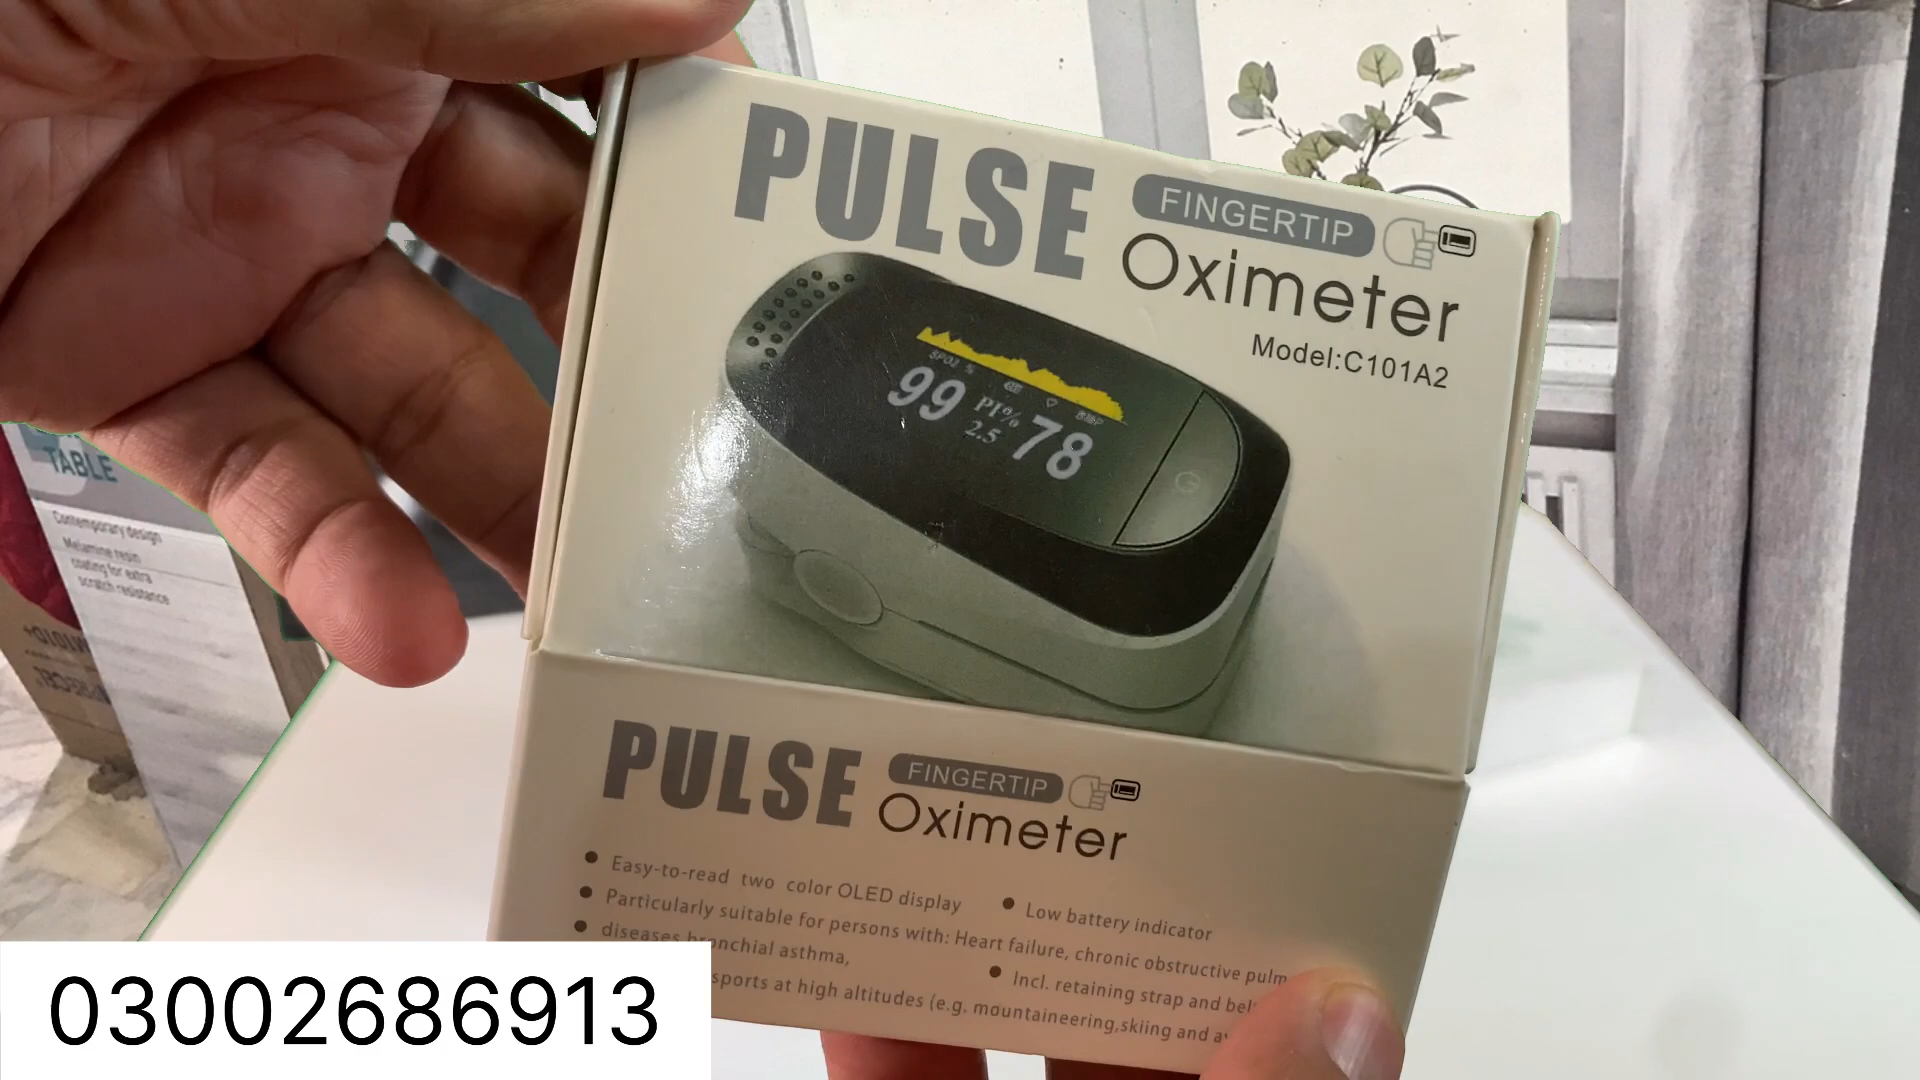 PULSE
FINGERTIP
Oximeter
Model:C101A2
SPO2 %
99
PI%
2.5
78
PULSE
FINGERTIP
Oximeter
Easy-to-read two color OLED display
Low battery indicator
Particularly suitable for persons with: Heart failure, chronic obstructive pulm
diseases bronchial asthma,
Incl. retaining strap and bel
sports at high altitudes (e.g. mountaineering,skiing and av
03002686913
TABLE
Contemporary design
Melamine resin
coating for extra
scratch resistance